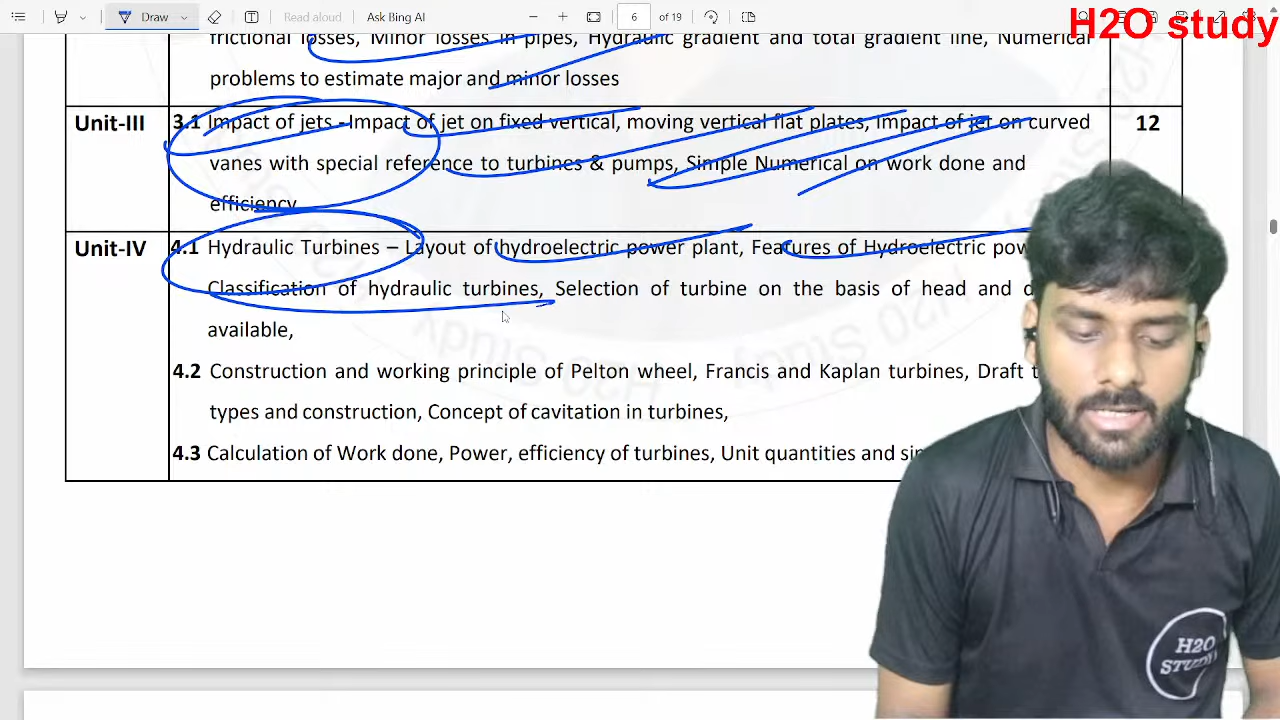 Draw
Read aloud
Ask Bing AI
6 of 19
H2O study
frictional losses, Minor losses in pipe, Hydraulic gradient and total gradient line, Numerical
problems to estimate major and minor losses
Unit-III
3.1 Impact of jets - Impact of jet on fixed vertical, moving vertical flat plates, Impact of jet on curved
vanes with special reference to turbines & pumps, Simple Numerical on work done and
efficiency
12
Unit-IV
4.1 Hydraulic Turbines – Layout of hydroelectric power plant, Features of Hydroelectric pow
Classification of hydraulic turbines, Selection of turbine on the basis of head and d
available,
4.2 Construction and working principle of Pelton wheel, Francis and Kaplan turbines, Draft t
types and construction, Concept of cavitation in turbines,
4.3 Calculation of Work done, Power, efficiency of turbines, Unit quantities and sin
H2O
STUDY